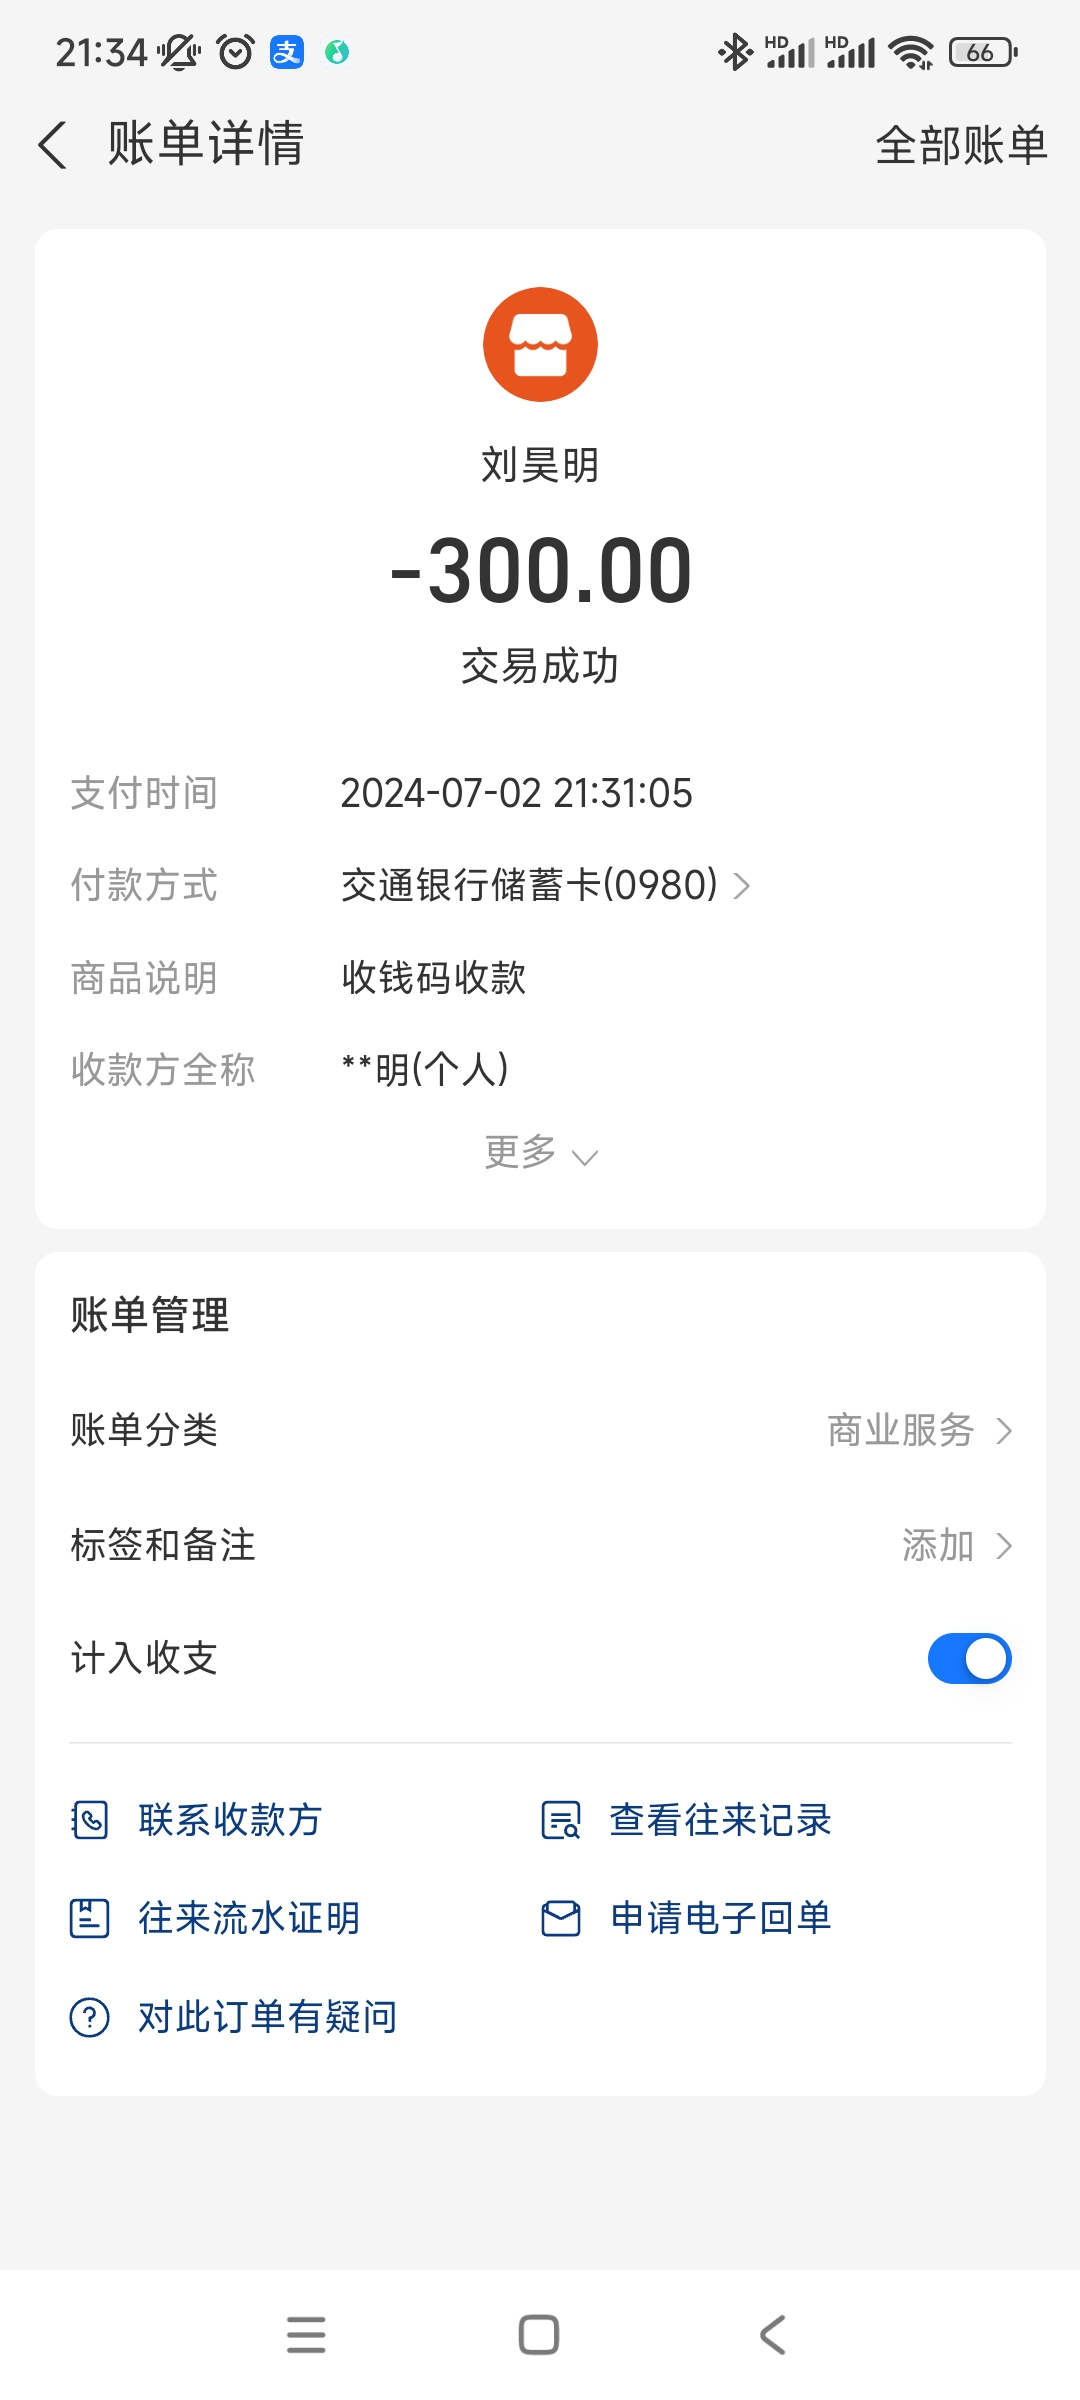 21:34 支 HD HD 66
账单详情 全部账单
刘昊明
-300.00
交易成功
支付时间 2024-07-02 21:31:05
付款方式 交通银行储蓄卡(0980)
商品说明 收钱码收款
收款方全称 **明(个人)
更多
账单管理
账单分类 商业服务
标签和备注 添加
计入收支
联系收款方 查看往来记录
往来流水证明 申请电子回单
对此订单有疑问